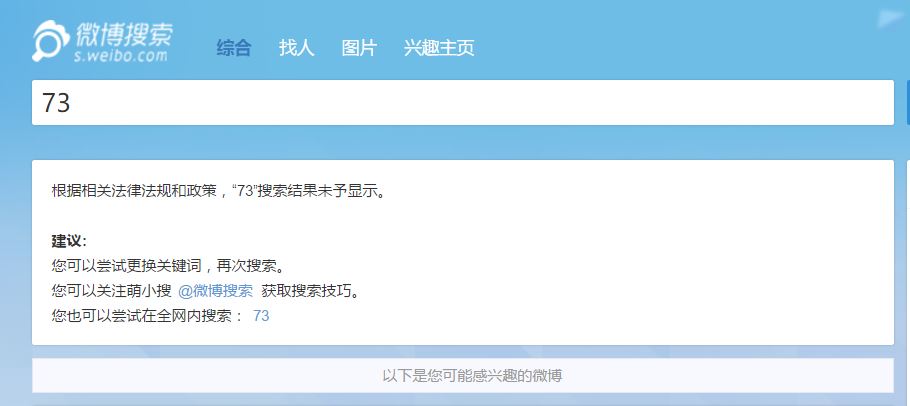 微博搜索
s.weibo.com
综合 找人 图片 兴趣主页
73
根据相关法律法规和政策，“73”搜索结果未予显示。
建议：
您可以尝试更换关键词，再次搜索。
您可以关注萌小搜 @微博搜索 获取搜索技巧。
您也可以尝试在全网内搜索： 73
以下是您可能感兴趣的微博